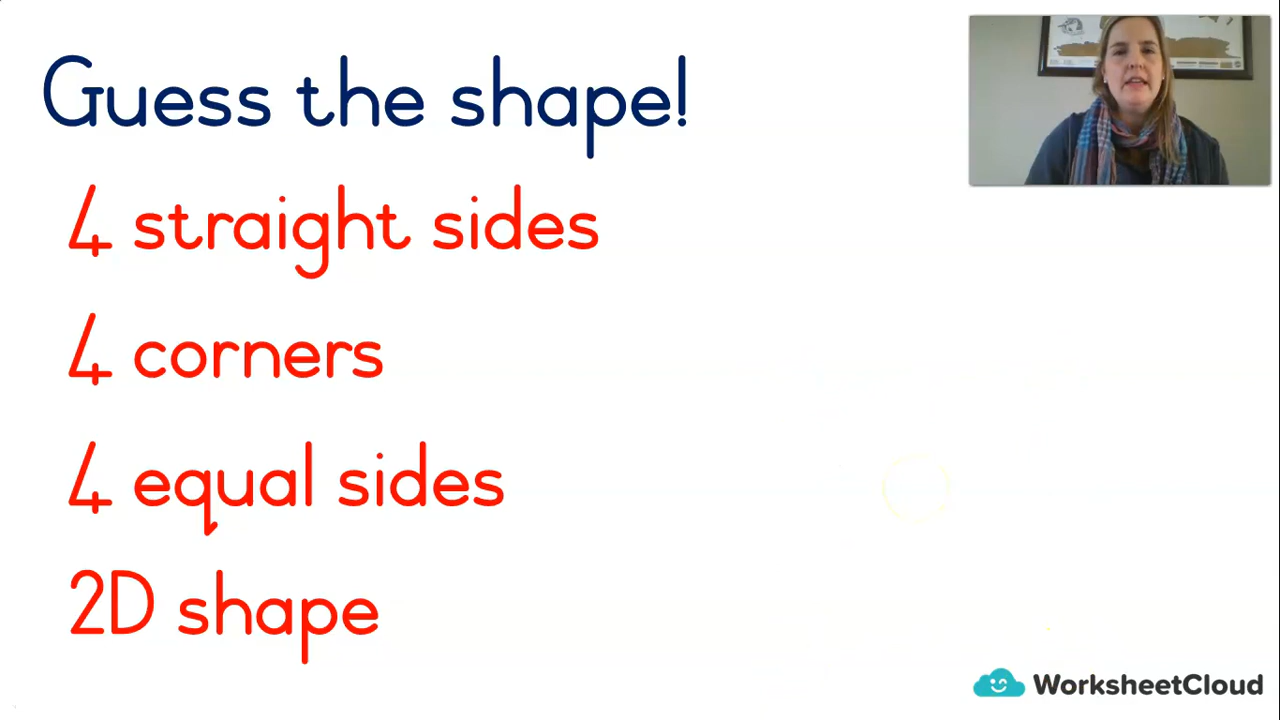 Guess the shape!
4 straight sides
4 corners
4 equal sides
2D shape
WorksheetCloud